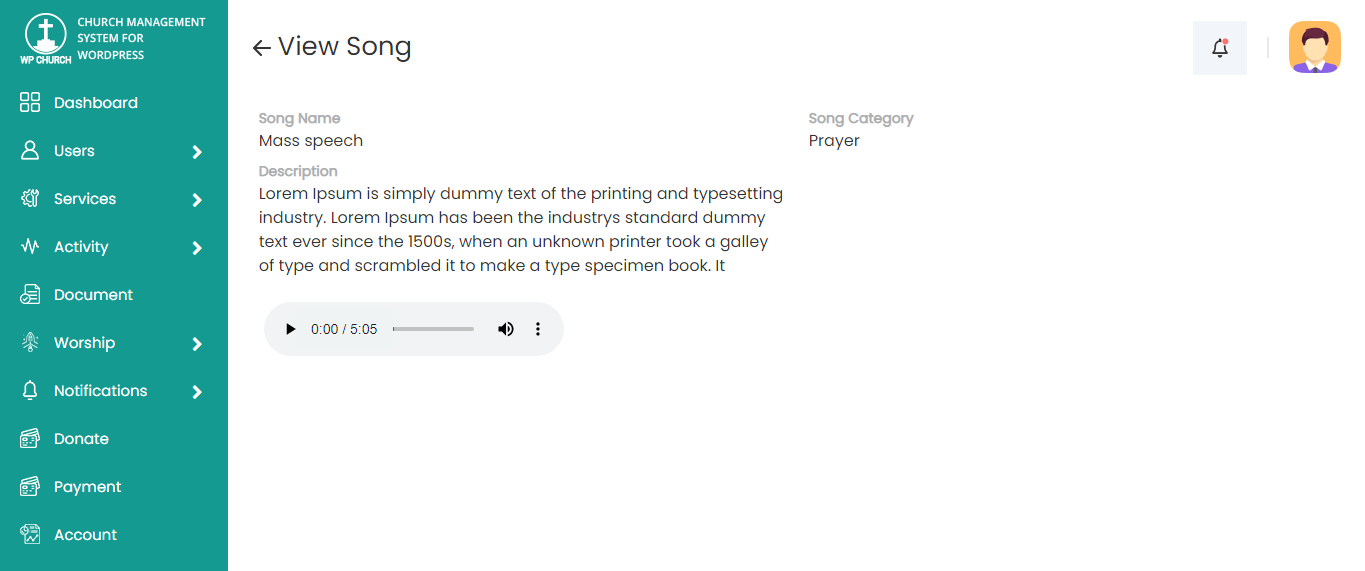 CHURCH MANAGEMENT
SYSTEM FOR
WORDPRESS
WP CHURCH
Dashboard
Users
Services
Activity
Document
Worship
Notifications
Donate
Payment
Account
View Song
Song Name
Mass speech
Song Category
Prayer
Description
Lorem Ipsum is simply dummy text of the printing and typesetting
industry. Lorem Ipsum has been the industrys standard dummy
text ever since the 1500s, when an unknown printer took a galley
of type and scrambled it to make a type specimen book. It
0:00 / 5:05